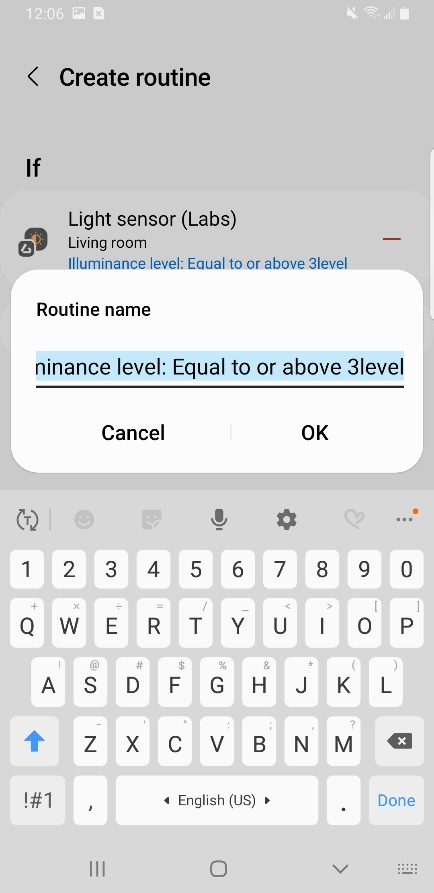 12:06
Create routine
If
Light sensor (Labs)
Living room
Illuminance level: Equal to or above 3level
Routine name
minance level: Equal to or above 3level
Cancel
OK
1 2 3 4 5 6 7 8 9 0
+ × ÷ = / _ < > [ ]
Q W E R T Y U I O P
! @ # $ % & * ( )
A S D F G H J K L
- ' " : ; , ?
Z X C V B N M
!#1 , English (US) . Done